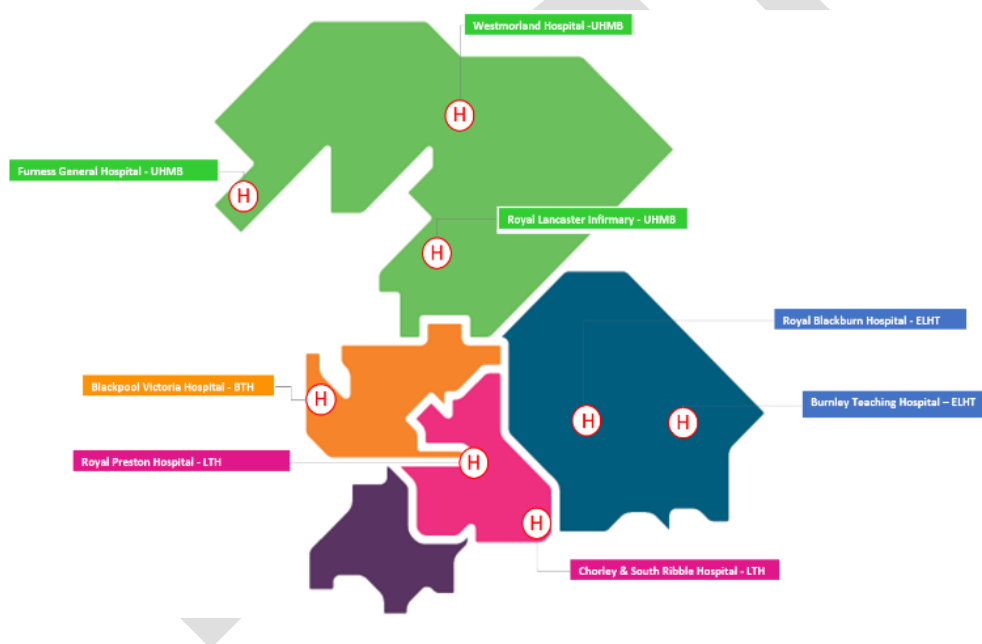 Westmorland Hospital -UHMB
H
Furness General Hospital - UHMB
H
Royal Lancaster Infirmary - UHMB
H
Royal Blackburn Hospital - ELHT
Blackpool Victoria Hospital - BTH
H
Burnley Teaching Hospital – ELHT
H
H
Royal Preston Hospital - LTH
H
H
Chorley & South Ribble Hospital - LTH